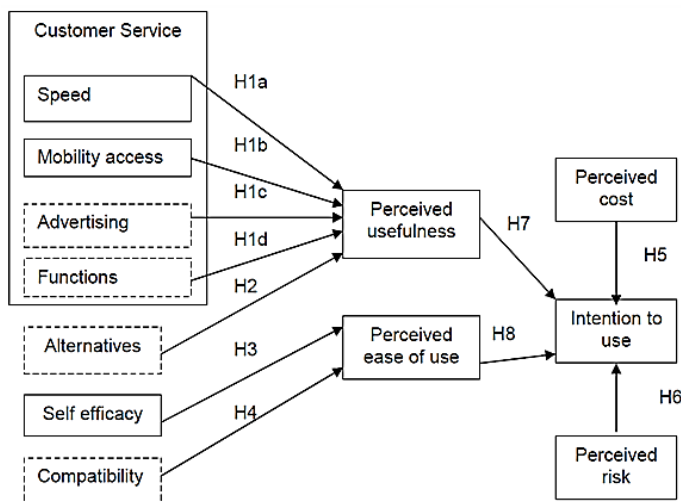 Customer Service
Speed
H1a
Mobility access
H1b
Advertising
H1c
Functions
H1d
Alternatives
H2
Self efficacy
H3
Compatibility
H4
Perceived
usefulness
H7
Perceived
ease of use
H8
Perceived
cost
H5
Intention to
use
H6
Perceived
risk